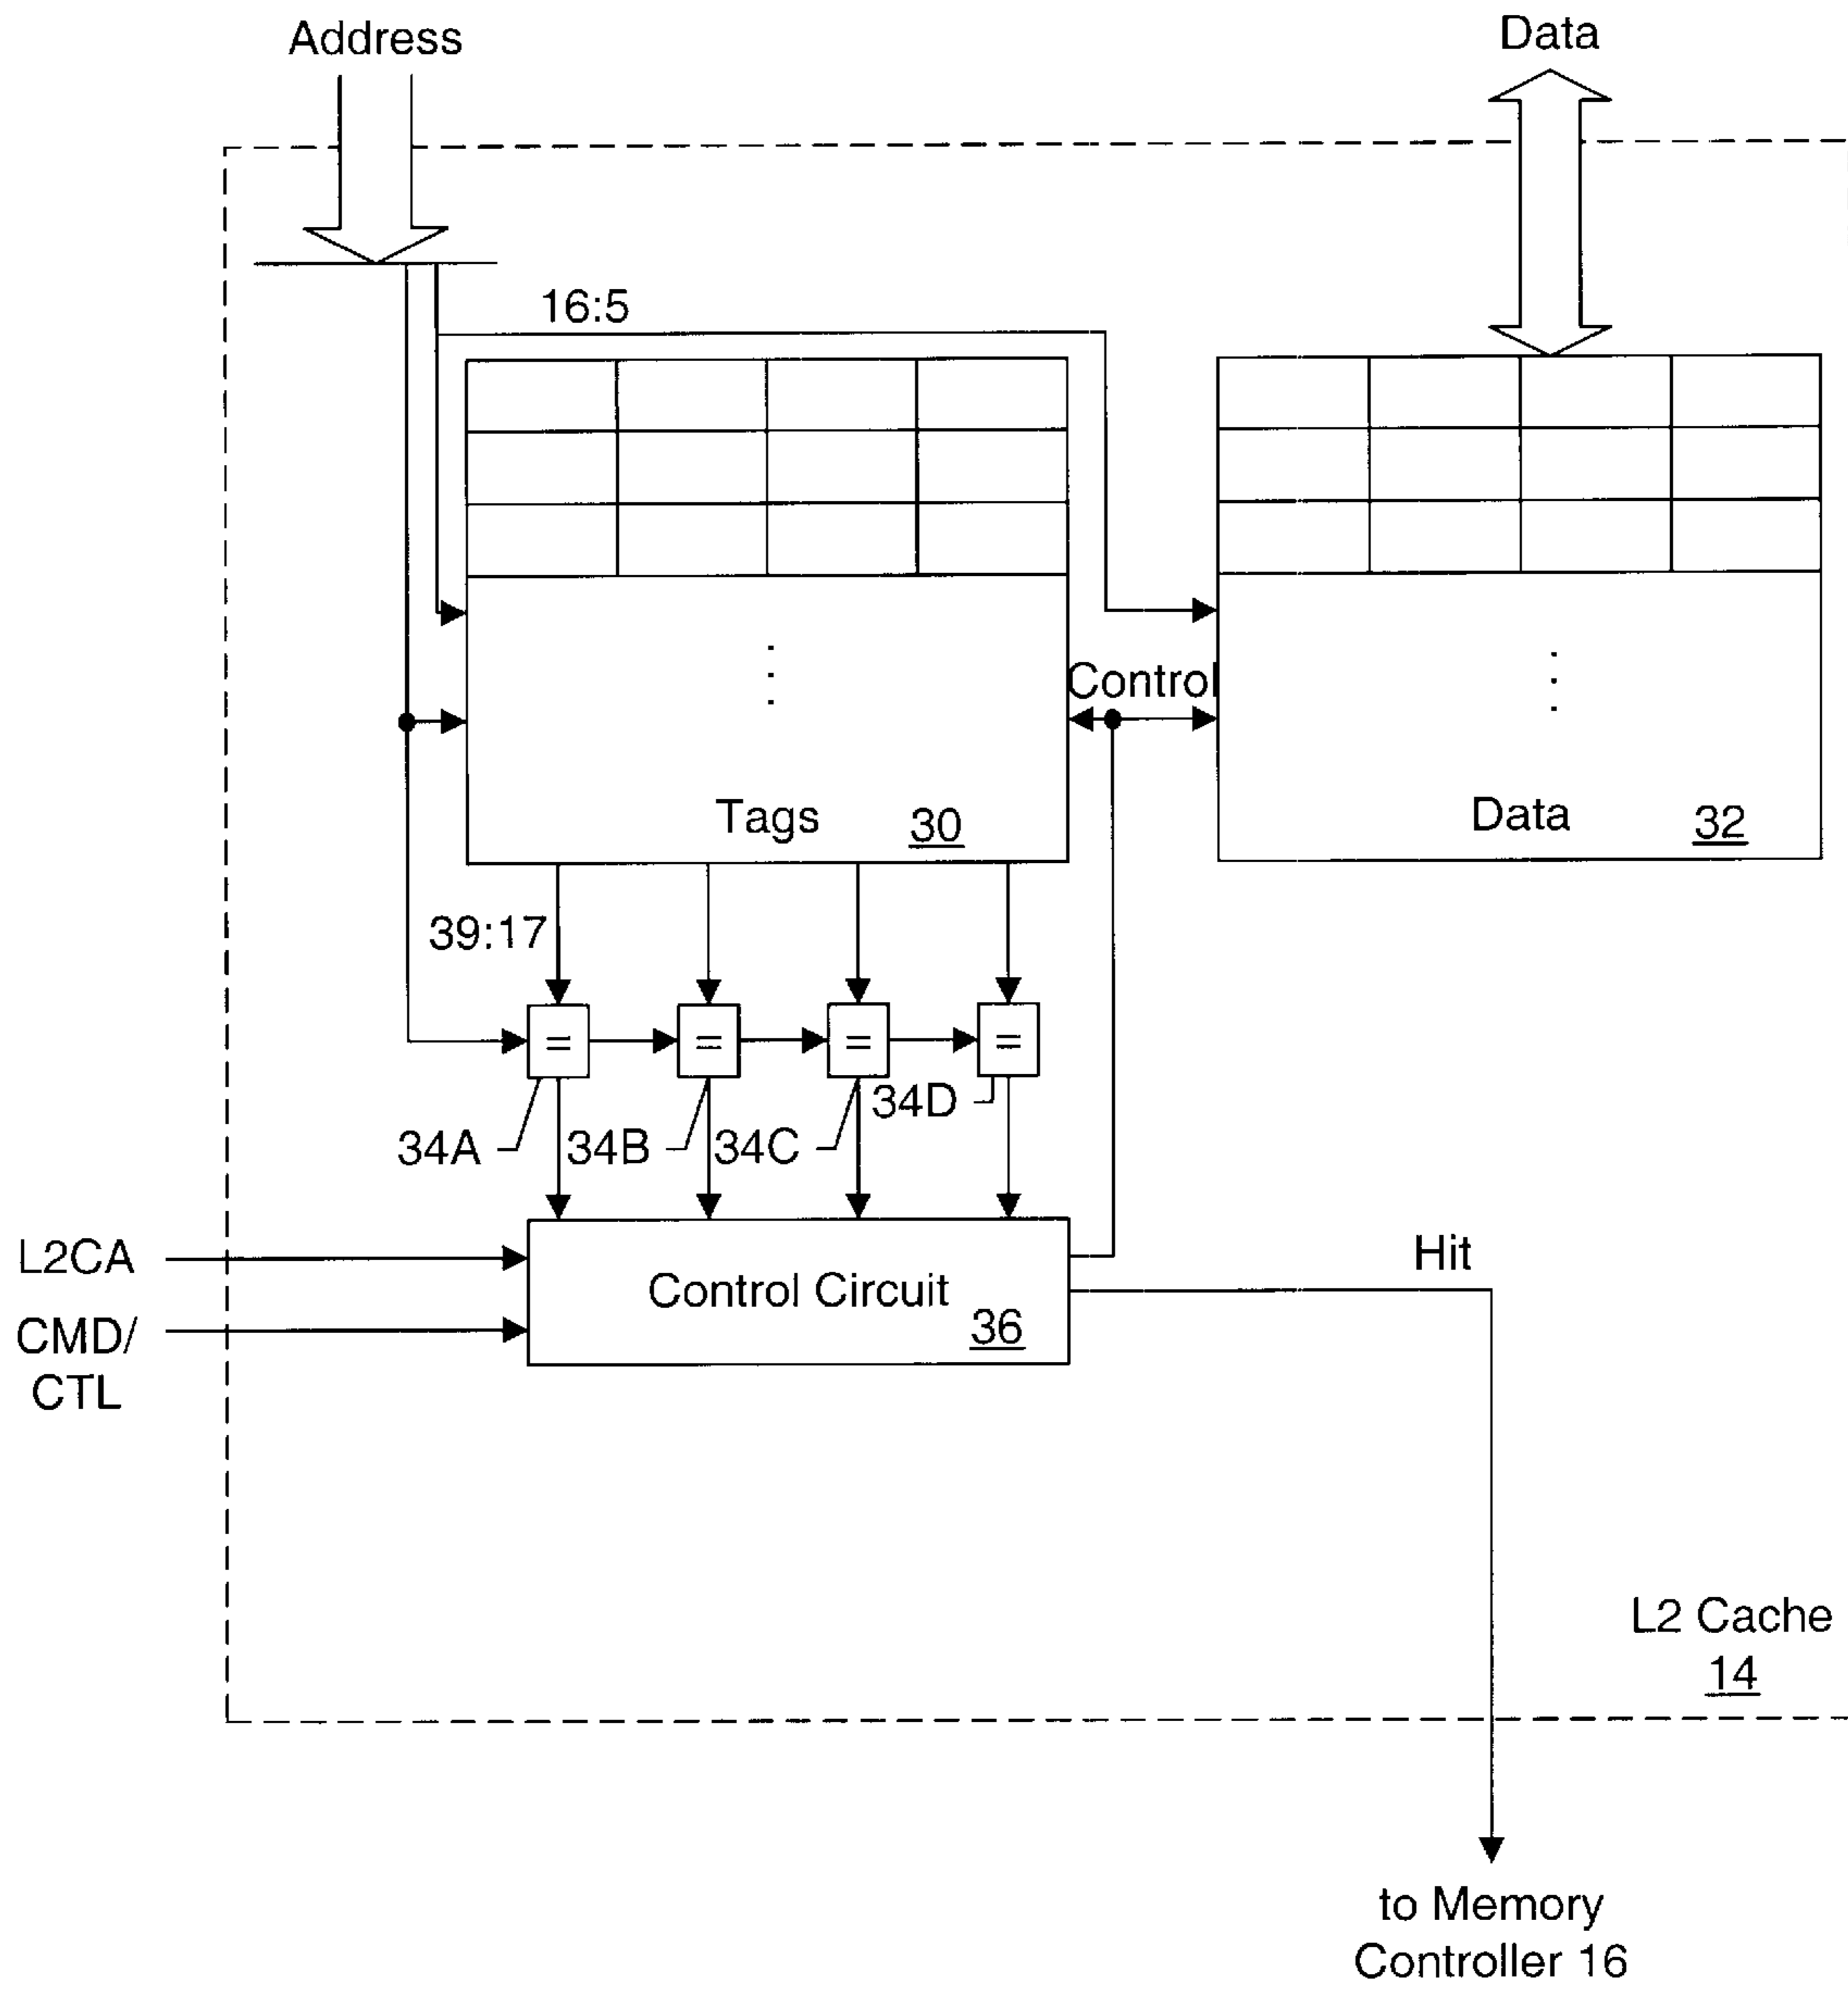 Address
Data
16:5
Control
Tags
30
Data
32
39:17
=
=
=
=
34A
34B
34C
34D
L2CA
CMD/
CTL
Control Circuit
36
Hit
L2 Cache
14
to Memory
Controller 16